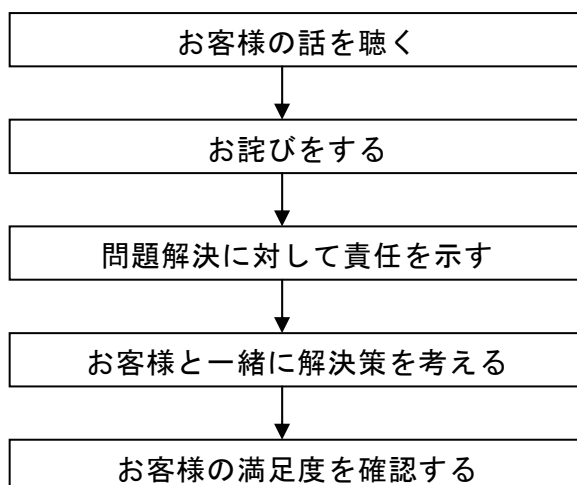 お客様の話を聴く
お詫びをする
問題解決に対して責任を示す
お客様と一緒に解決策を考える
お客様の満足度を確認する